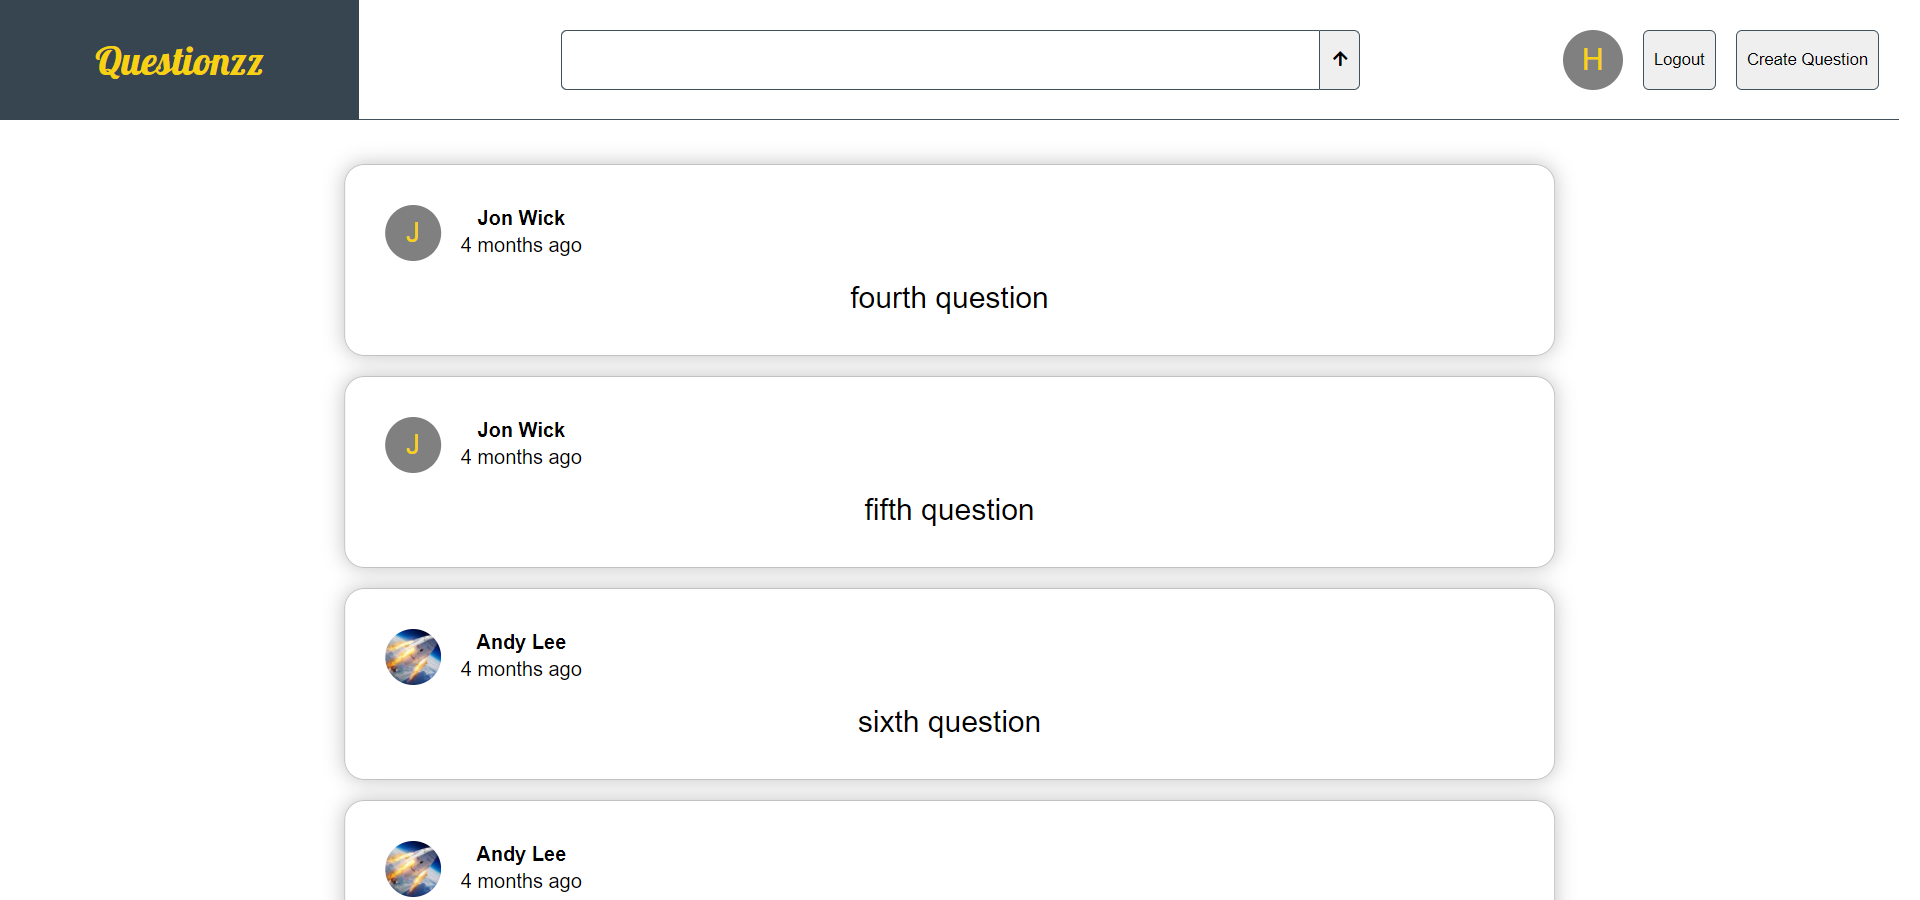 Questionzz
H
Logout
Create Question
J
Jon Wick
4 months ago
fourth question
J
Jon Wick
4 months ago
fifth question
Andy Lee
4 months ago
sixth question
Andy Lee
4 months ago